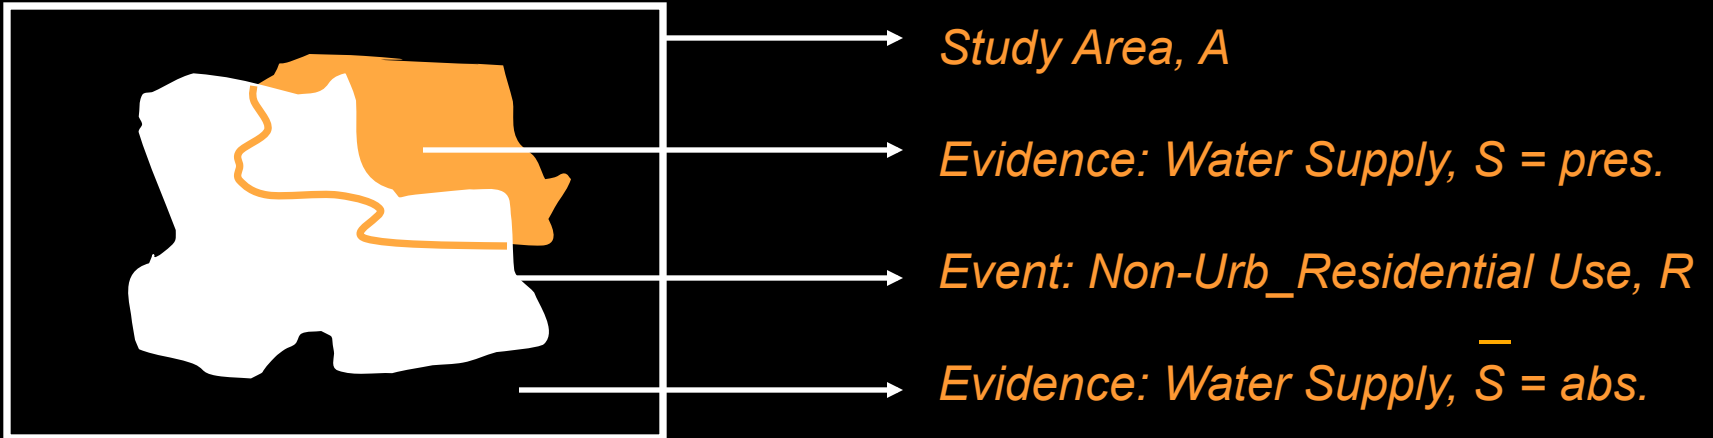 Study Area, A
Evidence: Water Supply, S = pres.
Event: Non-Urb_Residential Use, R
Evidence: Water Supply, S̅ = abs.